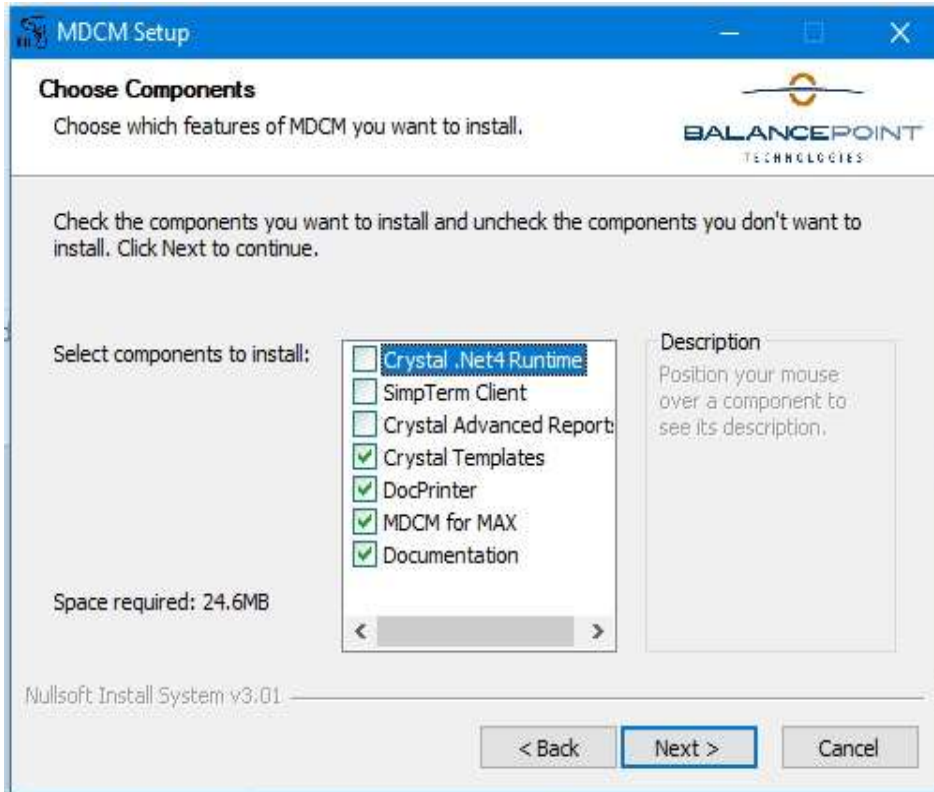 MDCM Setup
Choose Components
Choose which features of MDCM you want to install.
BALANCEPOINT
TECHNOLOGIES
Check the components you want to install and uncheck the components you don't want to
install. Click Next to continue.
Select components to install:
Crystal .Net4 Runtime
SimpTerm Client
Crystal Advanced Report
Crystal Templates
DocPrinter
MDCM for MAX
Documentation
Description
Position your mouse
over a component to
see its description.
Space required: 24.6MB
Nullsoft Install System v3.01
< Back
Next >
Cancel